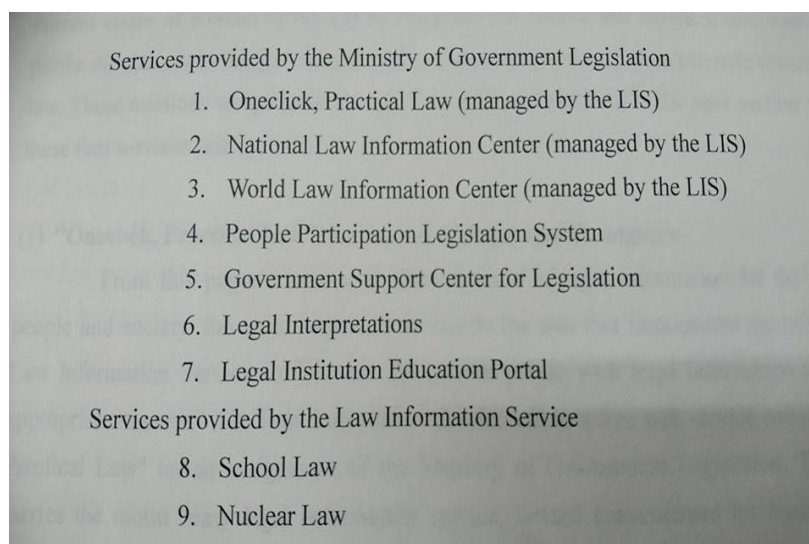 Services provided by the Ministry of Government Legislation
1. Oneclick, Practical Law (managed by the LIS)
2. National Law Information Center (managed by the LIS)
3. World Law Information Center (managed by the LIS)
4. People Participation Legislation System
5. Government Support Center for Legislation
6. Legal Interpretations
7. Legal Institution Education Portal
Services provided by the Law Information Service
8. School Law
9. Nuclear Law